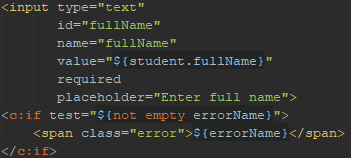 <input type="text"
id="fullName"
name="fullName"
value="${student.fullName}"
required
placeholder="Enter full name">
<c:if test="${not empty errorName}">
<span class="error">${errorName}</span>
</c:if>